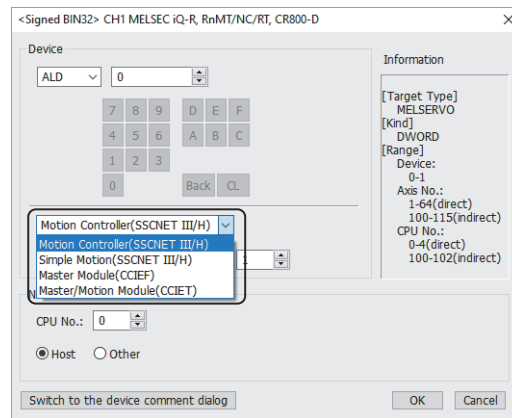 <Signed BIN32> CH1 MELSEC iQ-R, RnMT/NC/RT, CR800-D
Device
ALD 0
7 8 9 D E F
4 5 6 A B C
1 2 3
0 Back CL
Motion Controller(SSCNET III/H)
Motion Controller(SSCNET III/H)
Simple Motion(SSCNET III/H)
Master Module(CCIEF)
Master/Motion Module(CCIET)
1
CPU No.: 0
Host Other
Information
[Target Type]
MELSERVO
[Kind]
DWORD
[Range]
Device:
0-1
Axis No.:
1-64(direct)
100-115(indirect)
CPU No.:
0-4(direct)
100-102(indirect)
Switch to the device comment dialog
OK Cancel